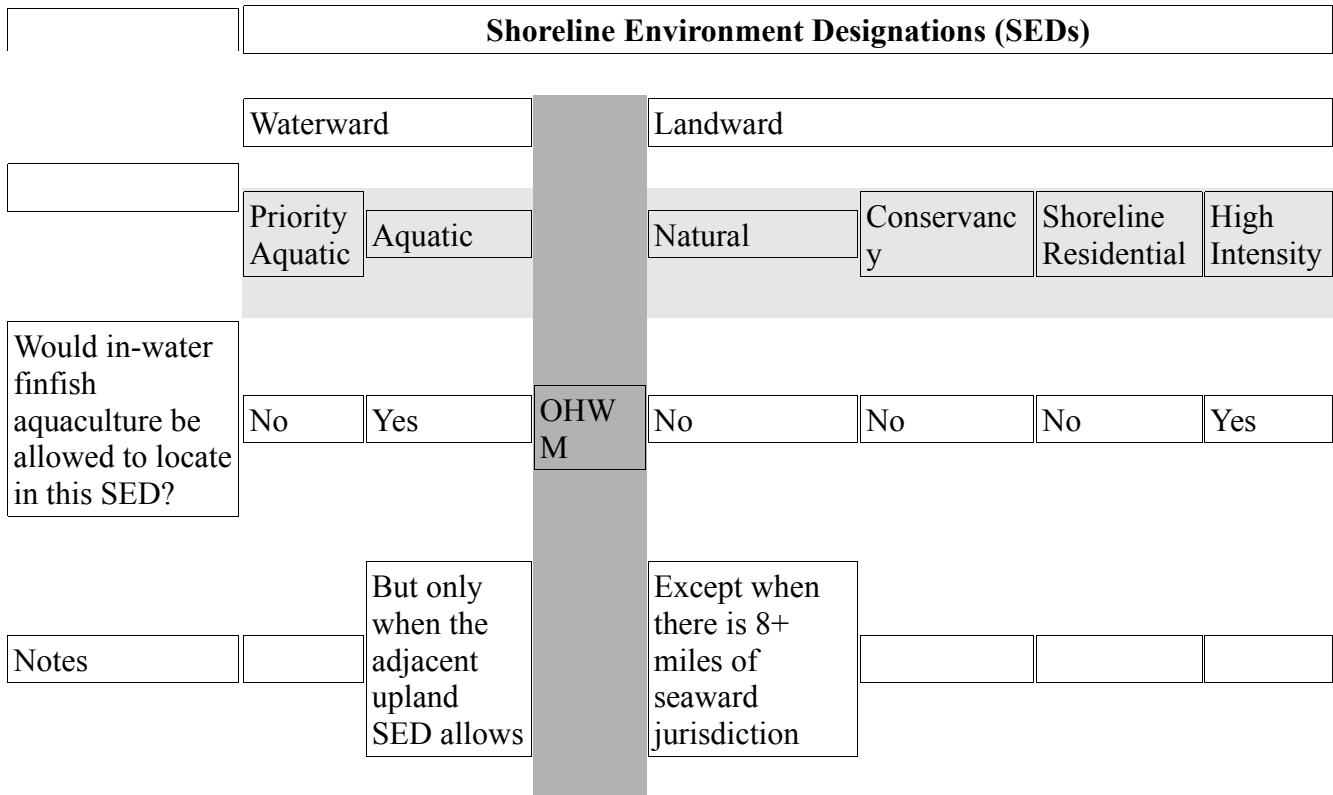 Shoreline Environment Designations (SEDs)
Waterward
Landward
Priority
Aquatic
Aquatic
Natural
Conservanc
y
Shoreline
Residential
High
Intensity
Would in-water
finfish
aquaculture be
allowed to locate
in this SED?
No
Yes
OHW
M
No
No
No
Yes
Notes
But only
when the
adjacent
upland
SED allows
Except when
there is 8+
miles of
seaward
jurisdiction